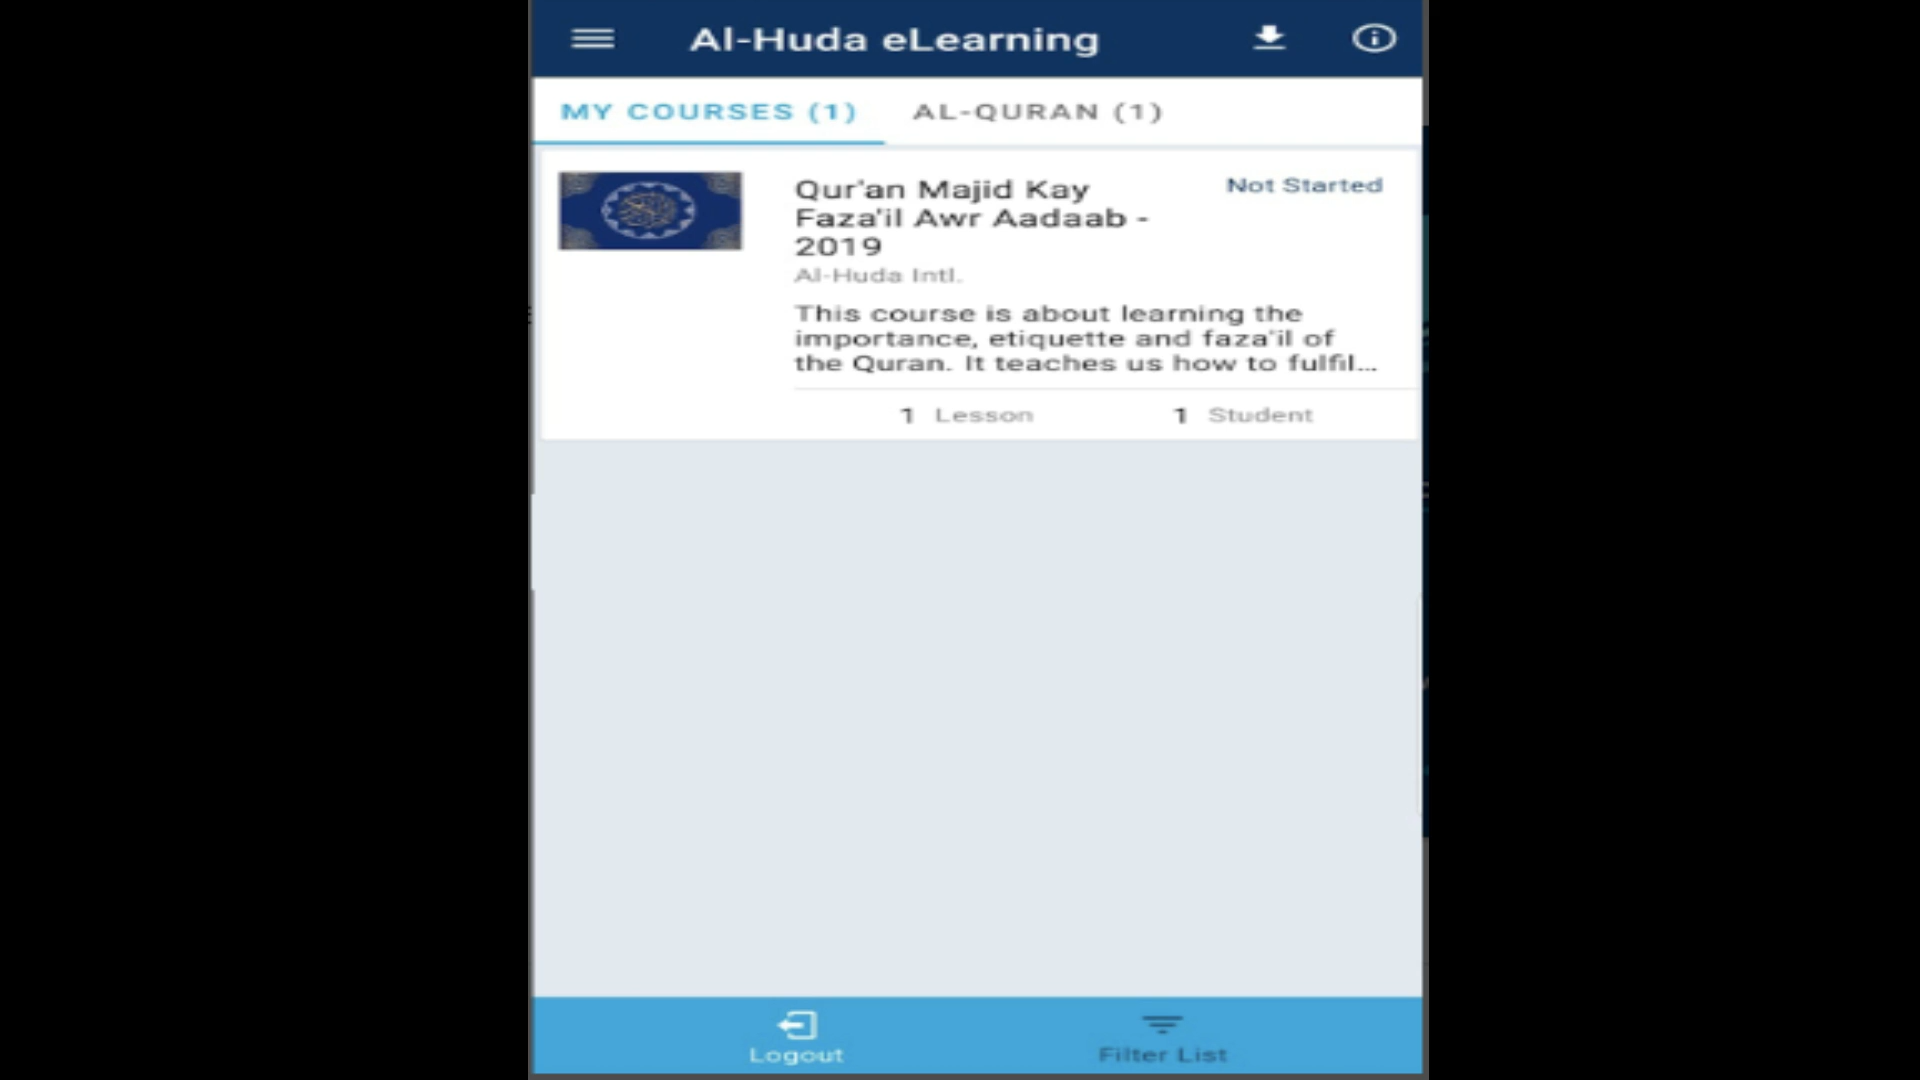 Al-Huda eLearning
MY COURSES (1) AL-QURAN (1)
Qur'an Majid Kay
Faza'il Awr Aadaab -
2019
Not Started
Al-Huda Intl.
This course is about learning the
importance, etiquette and faza'il of
the Quran. It teaches us how to fulfil...
1 Lesson 1 Student
Logout Filter List